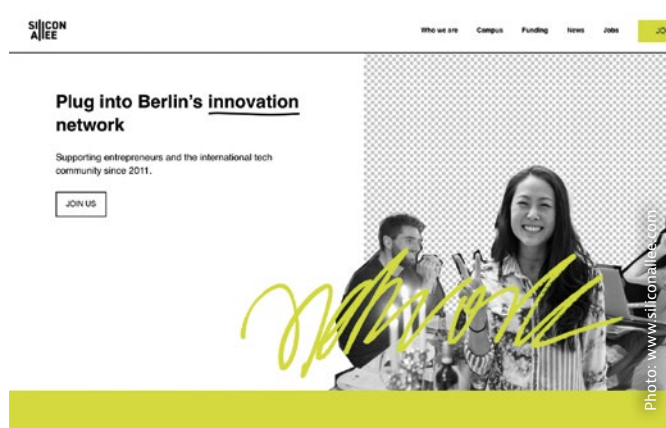 SILICON
ALLEE
Who we are Campus Funding News Jobs JO
Plug into Berlin's innovation
network
Supporting entrepreneurs and the international tech
community since 2011.
JOIN US
network
Photo: www.siliconallee.com